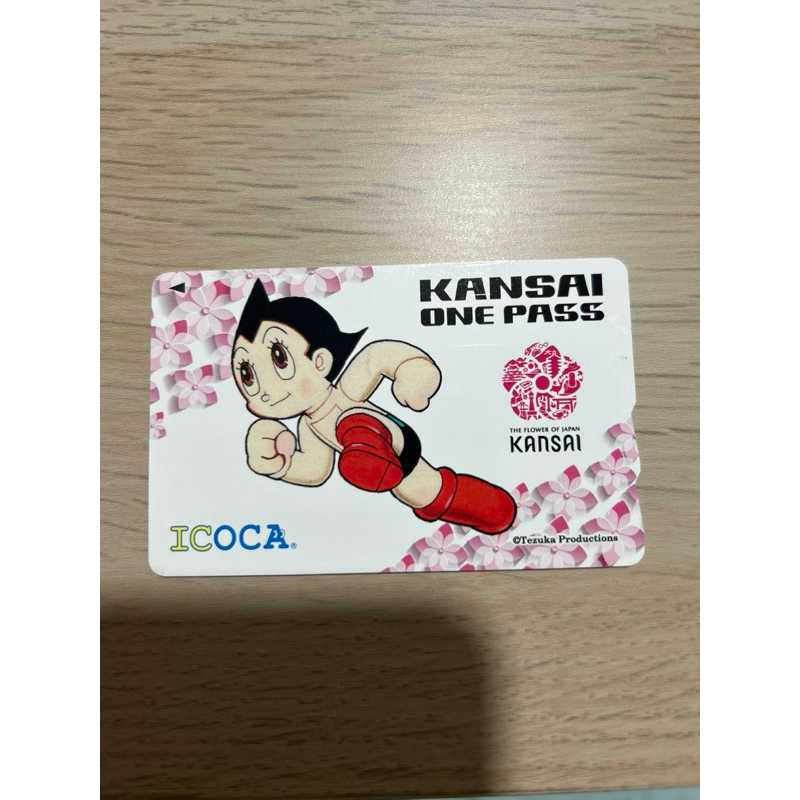 KANSAI
ONE PASS
THE FLOWER OF JAPAN
KANSAI
ICOCA®
©Tezuka Productions